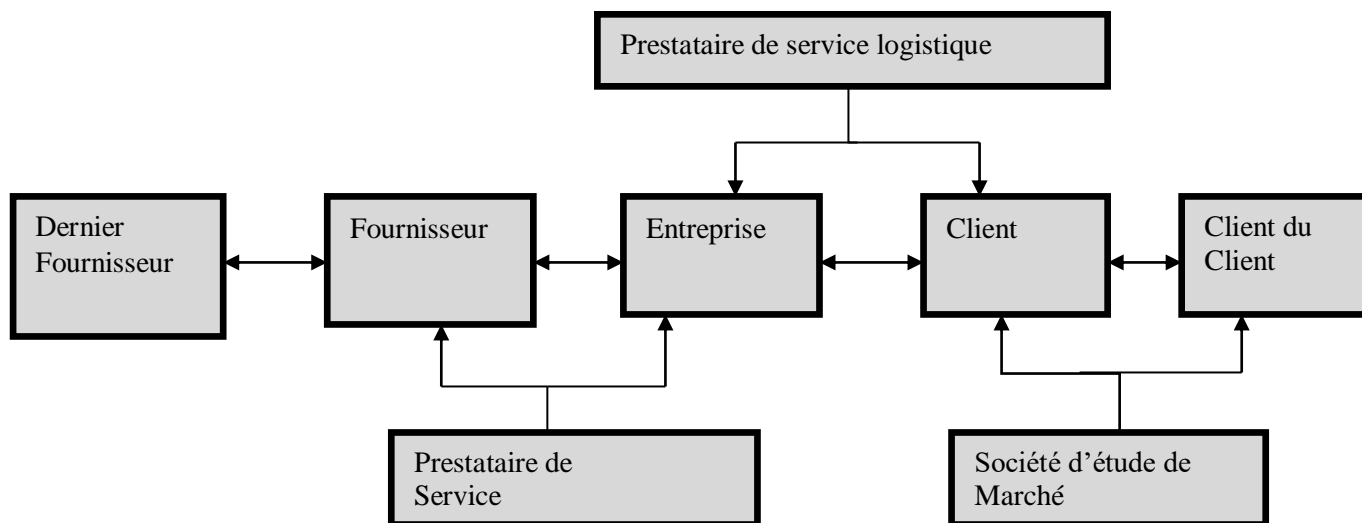 Prestataire de service logistique
Dernier
Fournisseur
Fournisseur
Entreprise
Client
Client du
Client
Prestataire de
Service
Société d’étude de
Marché